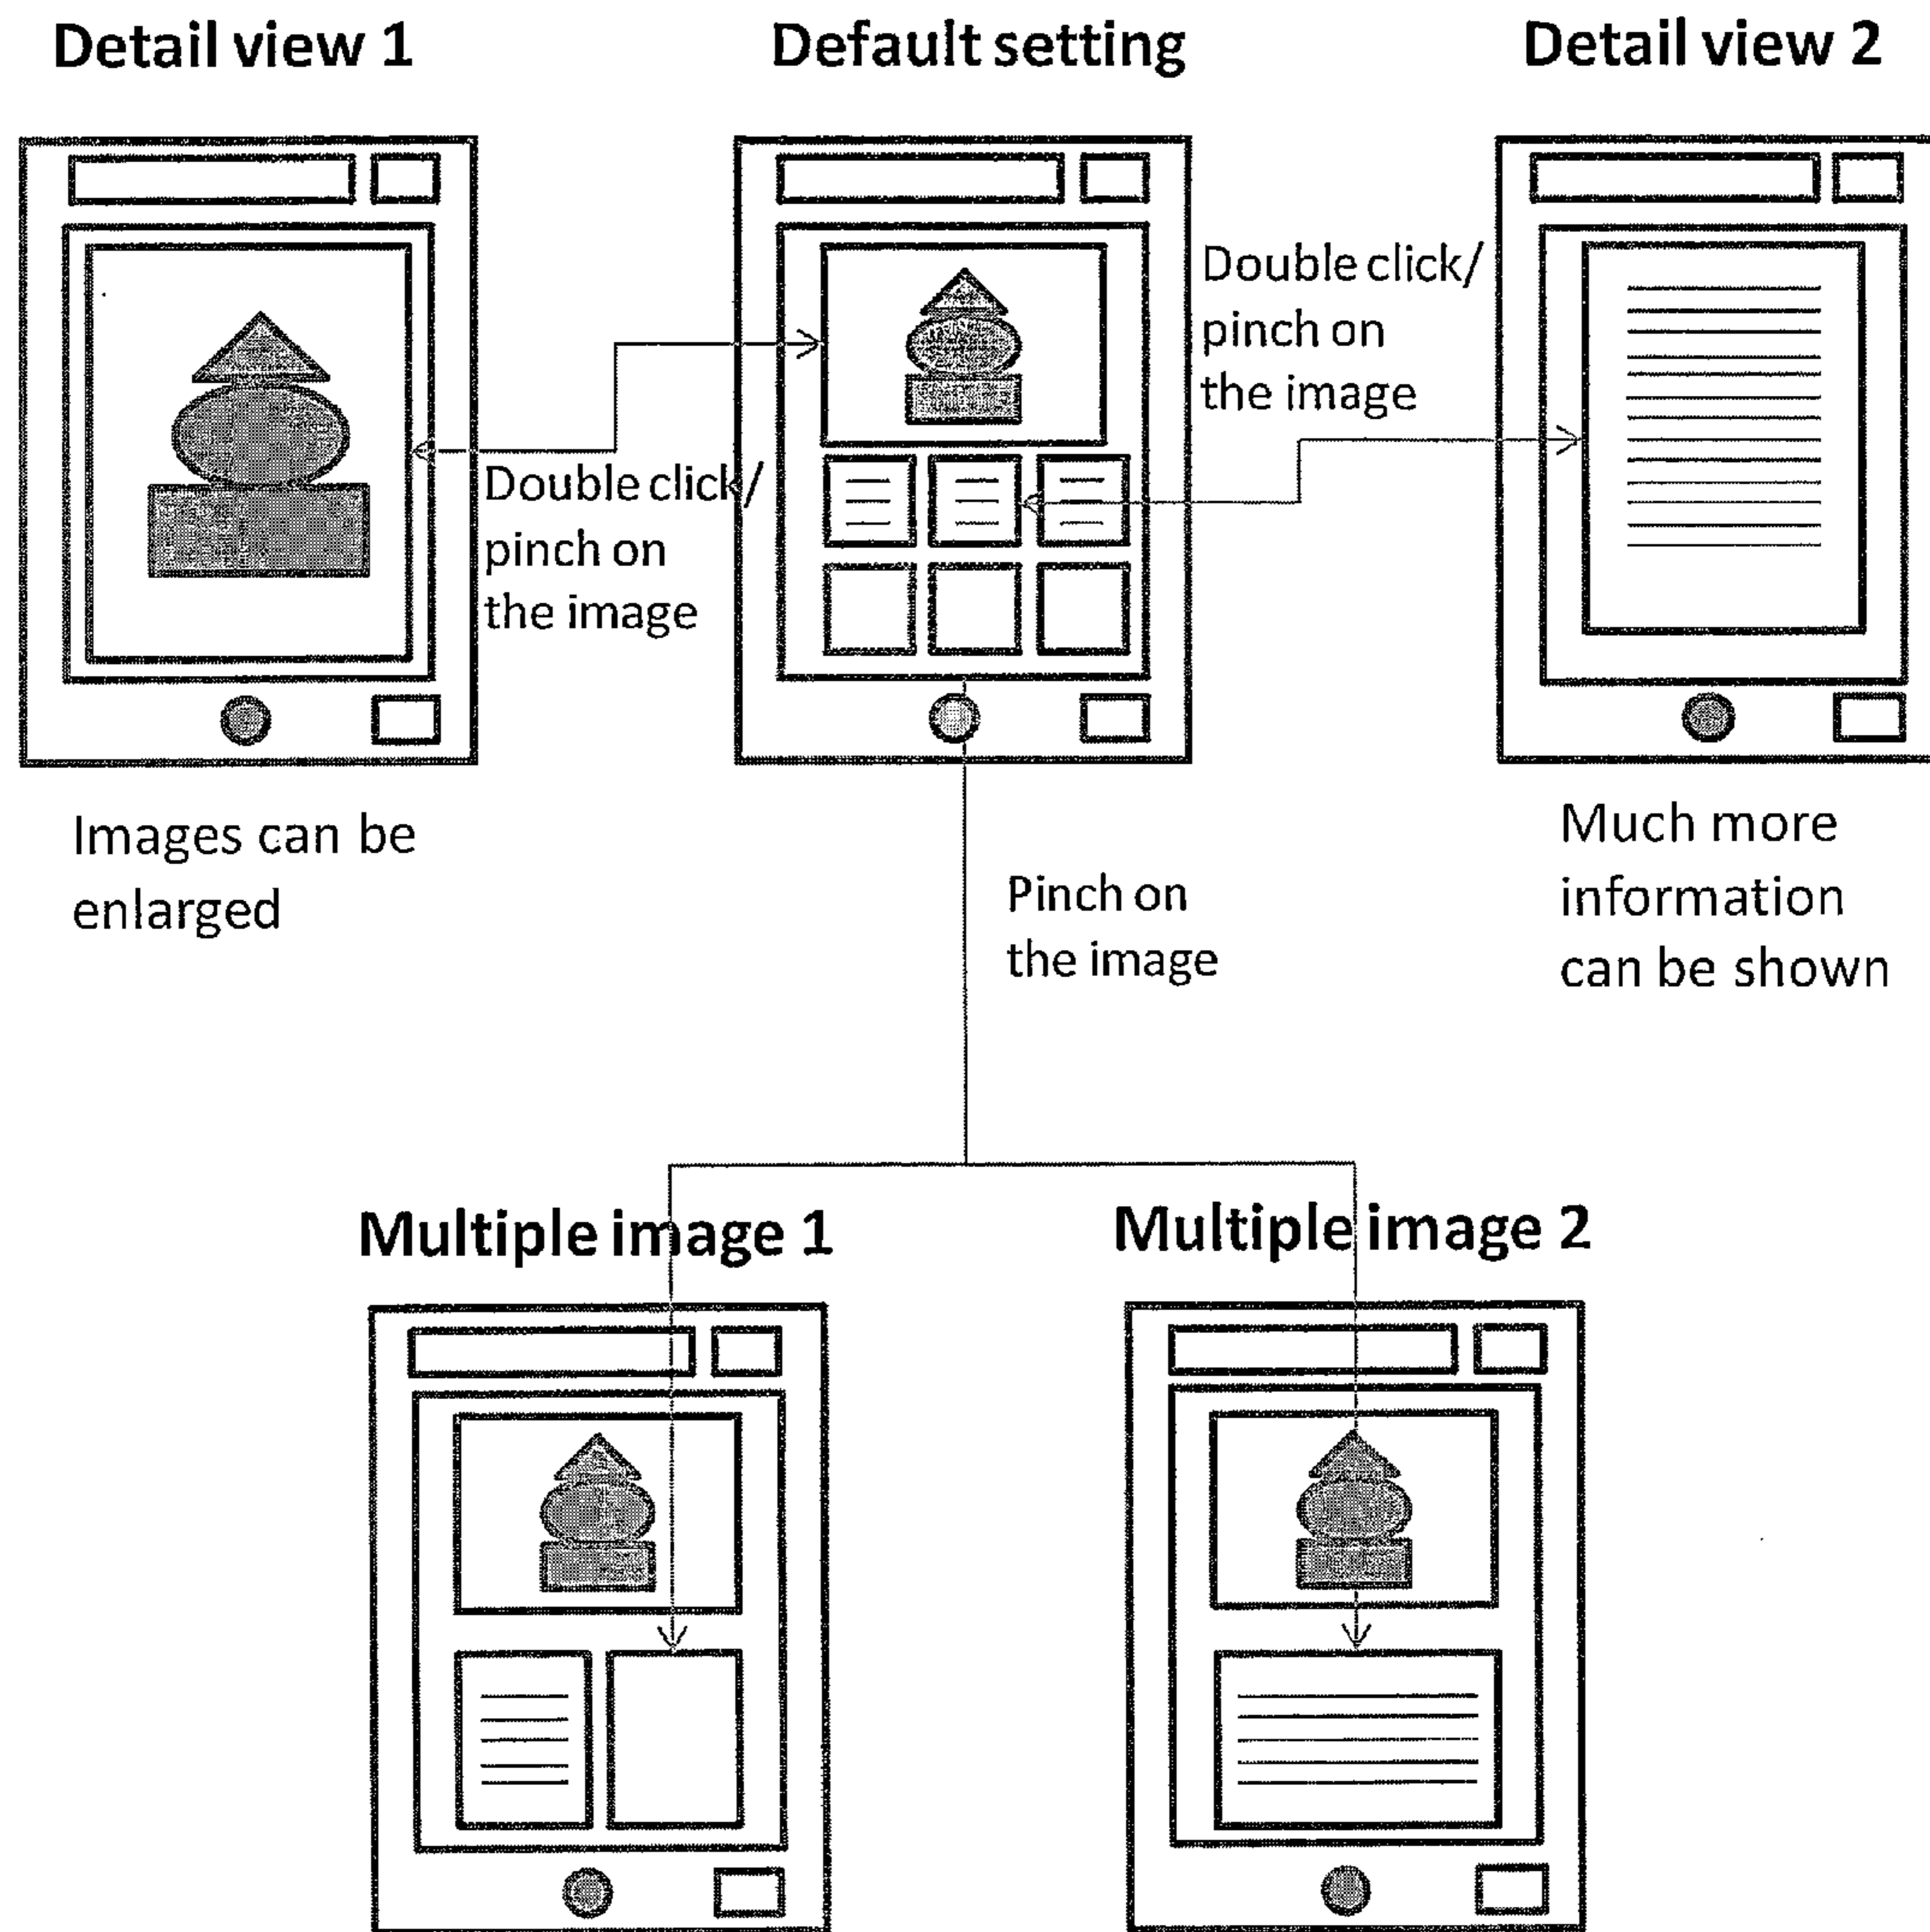 Detail view 1
Default setting
Detail view 2
Double click/
pinch on
the image
Double click/
pinch on
the image
Images can be
enlarged
Much more
information
can be shown
Pinch on
the image
Multiple image 1
Multiple image 2